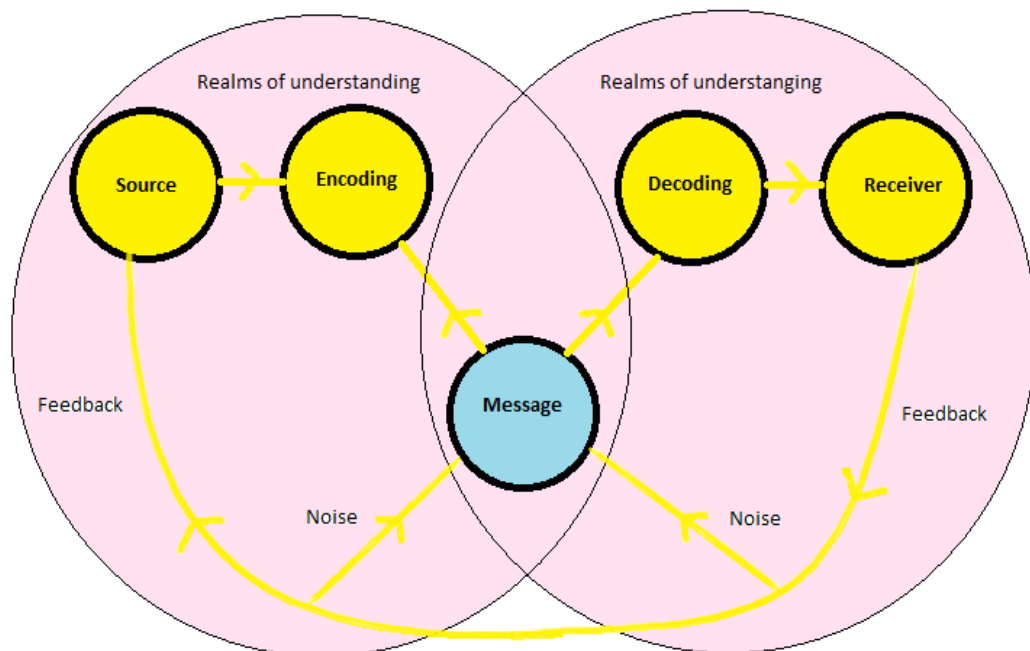 Realms of understanding
Realms of understanging
Source
Encoding
Decoding
Receiver
Message
Feedback
Feedback
Noise
Noise